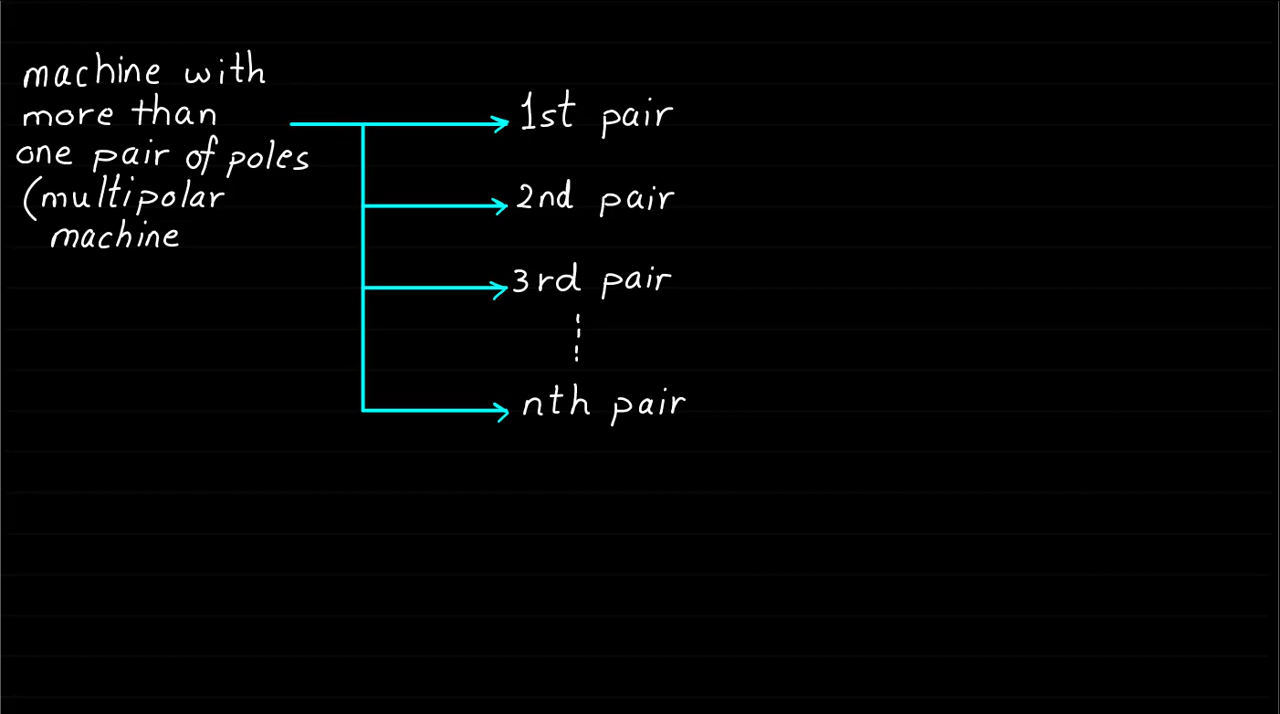 machine with
more than
one pair of poles
(multipolar
machine
1st pair
2nd pair
3rd pair
nth pair